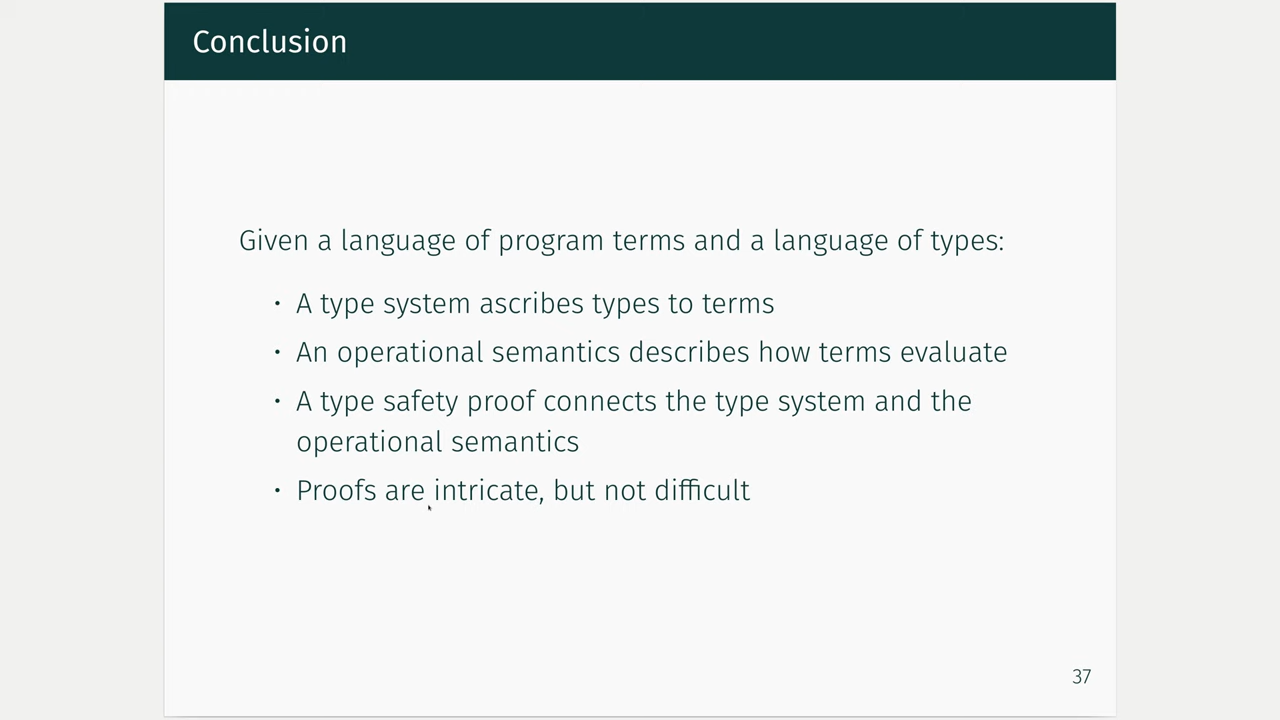 Conclusion
Given a language of program terms and a language of types:
· A type system ascribes types to terms
· An operational semantics describes how terms evaluate
· A type safety proof connects the type system and the
operational semantics
· Proofs are intricate, but not difficult
37